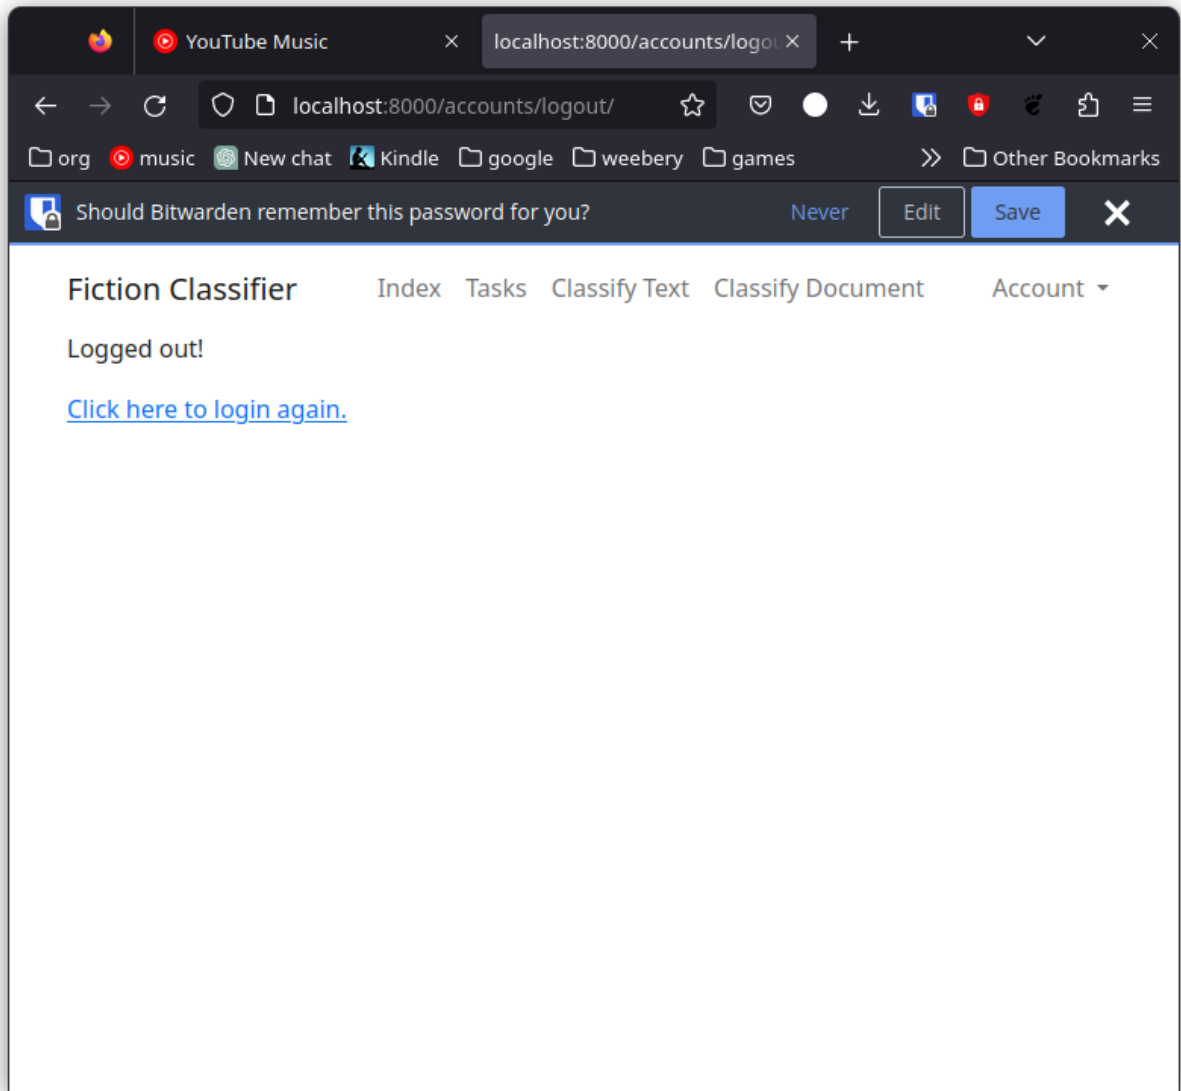 YouTube Music
localhost:8000/accounts/logou
localhost:8000/accounts/logout/
org music New chat Kindle google weebery games Other Bookmarks
Should Bitwarden remember this password for you? Never Edit Save
Fiction Classifier Index Tasks Classify Text Classify Document Account
Logged out!
Click here to login again.